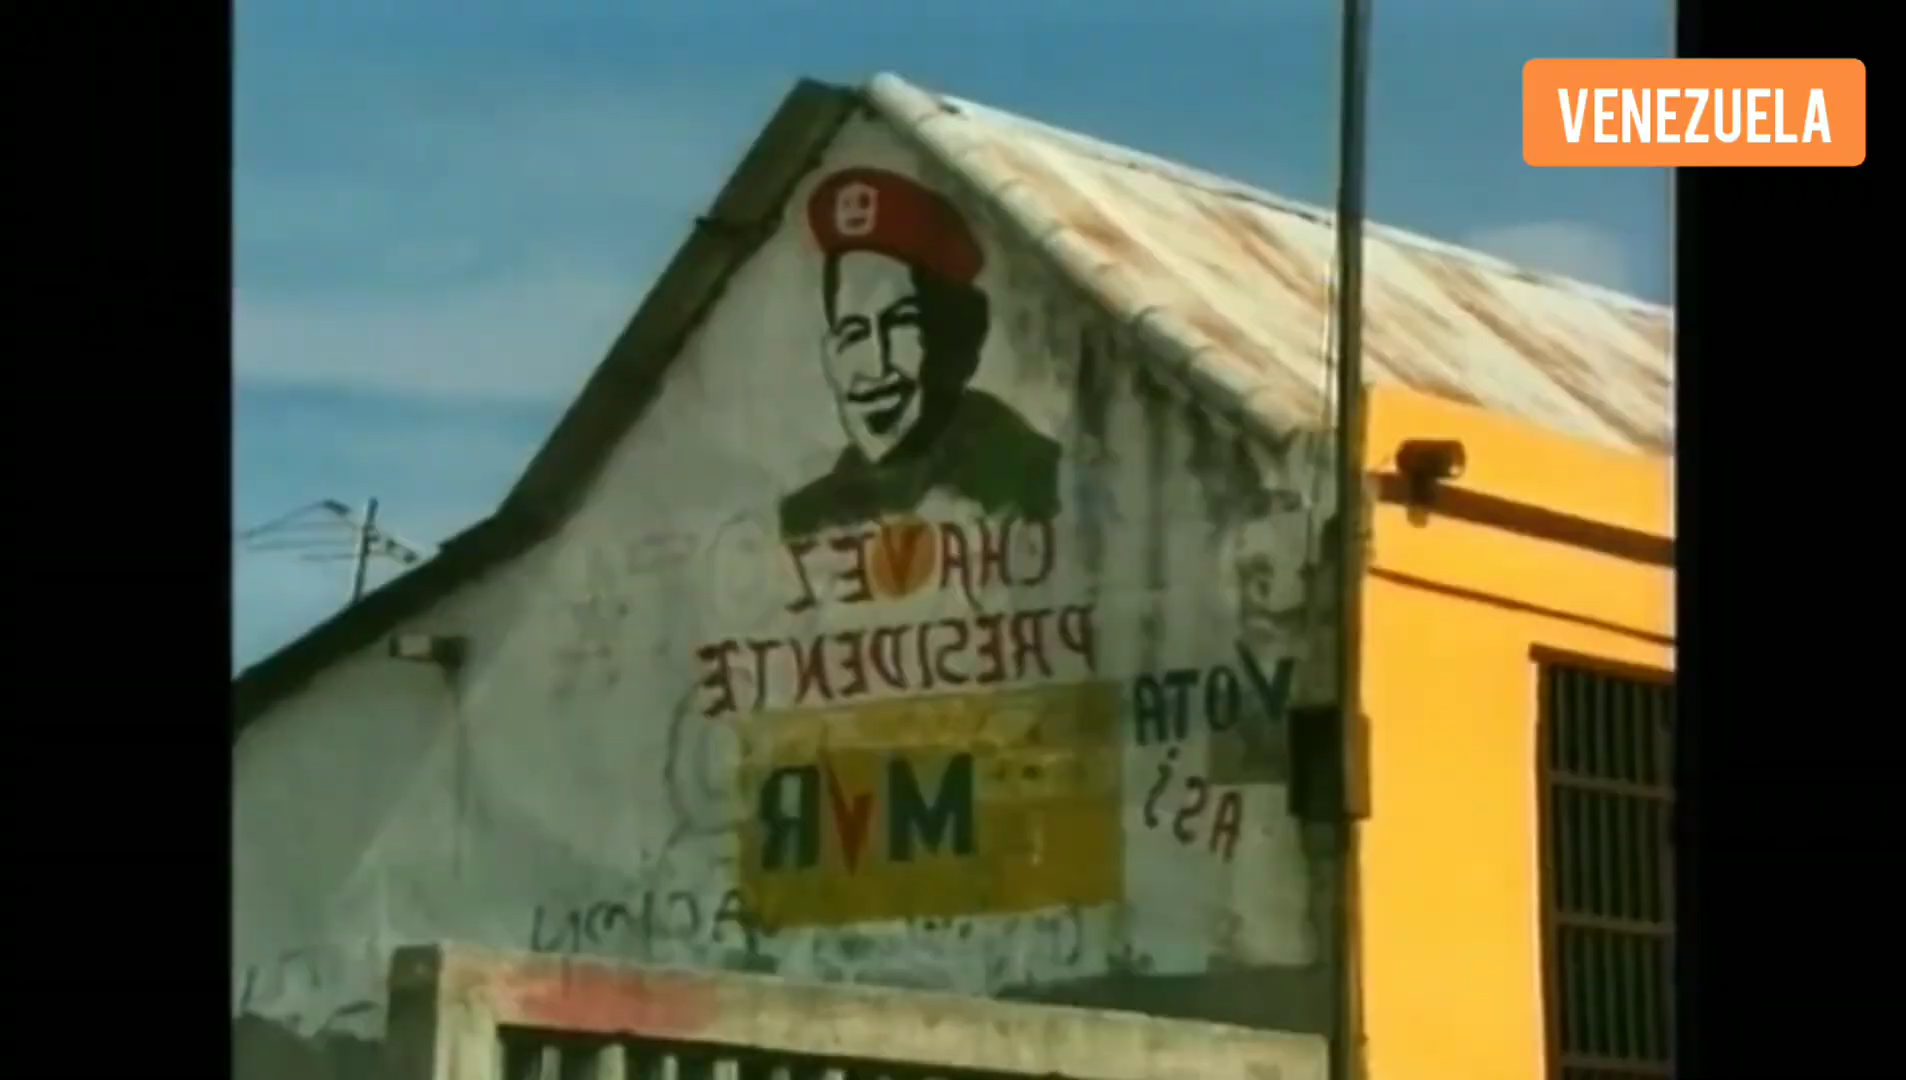 VENEZUELA
CHAVEZ
PRESIDENTE
VOTA
ASÍ
MVR